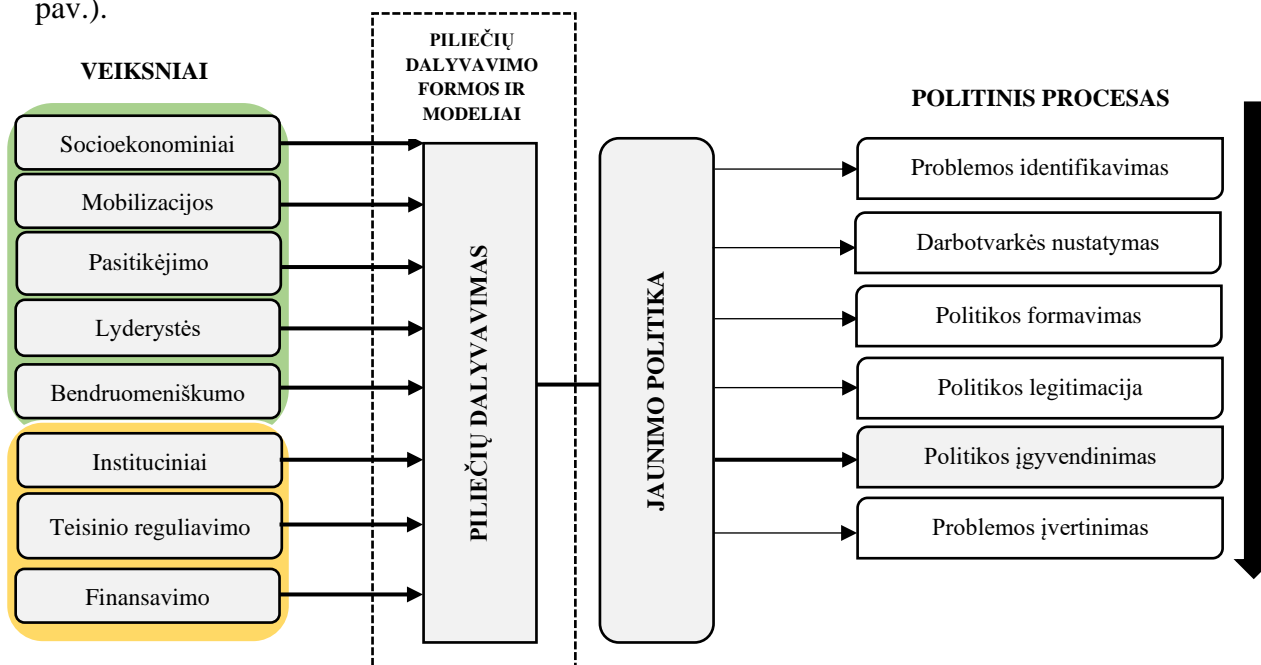 pav.).
VEIKSNIAI
Socioekonominiai
Mobilizacijos
Pasitikėjimo
Lyderystės
Bendruomeniškumo
Instituciniai
Teisinio reguliavimo
Finansavimo
PILIEČIŲ
DALYVAVIMO
FORMOS IR
MODELIAI
PILIEČIŲ DALYVAVIMAS
JAUNIMO POLITIKA
POLITINIS PROCESAS
Problemos identifikavimas
Darbotvarkės nustatymas
Politikos formavimas
Politikos legitimacija
Politikos įgyvendinimas
Problemos įvertinimas